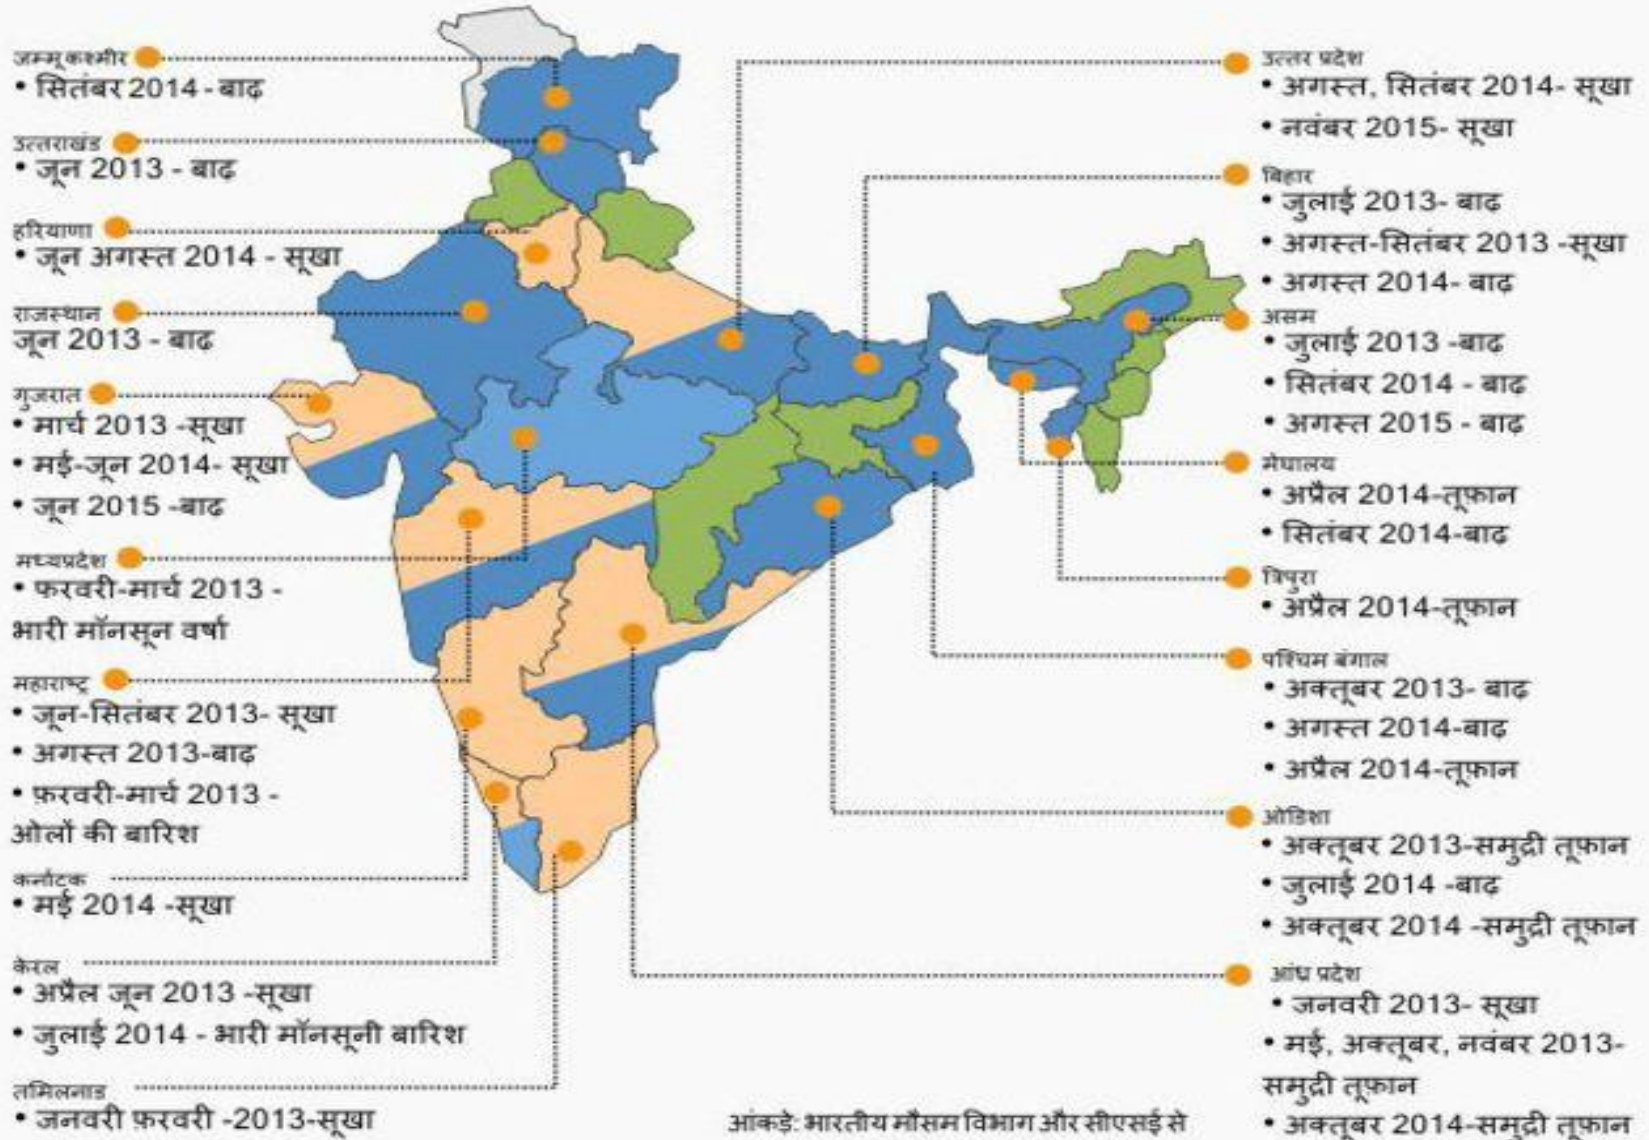 जम्मू कश्मीर
• सितंबर 2014 - बाढ़
उत्तराखंड
• जून 2013 - बाढ़
हरियाणा
• जून अगस्त 2014 - सूखा
राजस्थान
जून 2013 - बाढ़
गुजरात
• मार्च 2013 -सूखा
• मई-जून 2014- सूखा
• जून 2015 -बाढ़
मध्यप्रदेश
• फरवरी-मार्च 2013 -
भारी मॉनसून वर्षा
महाराष्ट्र
• जून-सितंबर 2013- सूखा
• अगस्त 2013-बाढ़
• फ़रवरी-मार्च 2013 -
ओलों की बारिश
कर्नाटक
• मई 2014 -सूखा
केरल
• अप्रैल जून 2013 -सूखा
• जुलाई 2014 - भारी मॉनसूनी बारिश
तमिलनाड
• जनवरी फ़रवरी -2013-सूखा
उत्तर प्रदेश
• अगस्त, सितंबर 2014- सूखा
• नवंबर 2015- सूखा
बिहार
• जुलाई 2013- बाढ़
• अगस्त-सितंबर 2013 -सूखा
• अगस्त 2014- बाढ़
असम
• जुलाई 2013 -बाढ़
• सितंबर 2014 - बाढ़
• अगस्त 2015 - बाढ़
मेघालय
• अप्रैल 2014-तूफ़ान
• सितंबर 2014-बाढ़
त्रिपुरा
• अप्रैल 2014-तूफ़ान
पश्चिम बंगाल
• अक्तूबर 2013- बाढ़
• अगस्त 2014-बाढ़
• अप्रैल 2014-तूफ़ान
ओडिशा
• अक्तूबर 2013-समुद्री तूफ़ान
• जुलाई 2014 -बाढ़
• अक्तूबर 2014 -समुद्री तूफ़ान
आंध्र प्रदेश
• जनवरी 2013- सूखा
• मई, अक्तूबर, नवंबर 2013-
समुद्री तूफ़ान
• अक्तूबर 2014-समुद्री तूफ़ान
आंकड़े: भारतीय मौसम विभाग और सीएसई से